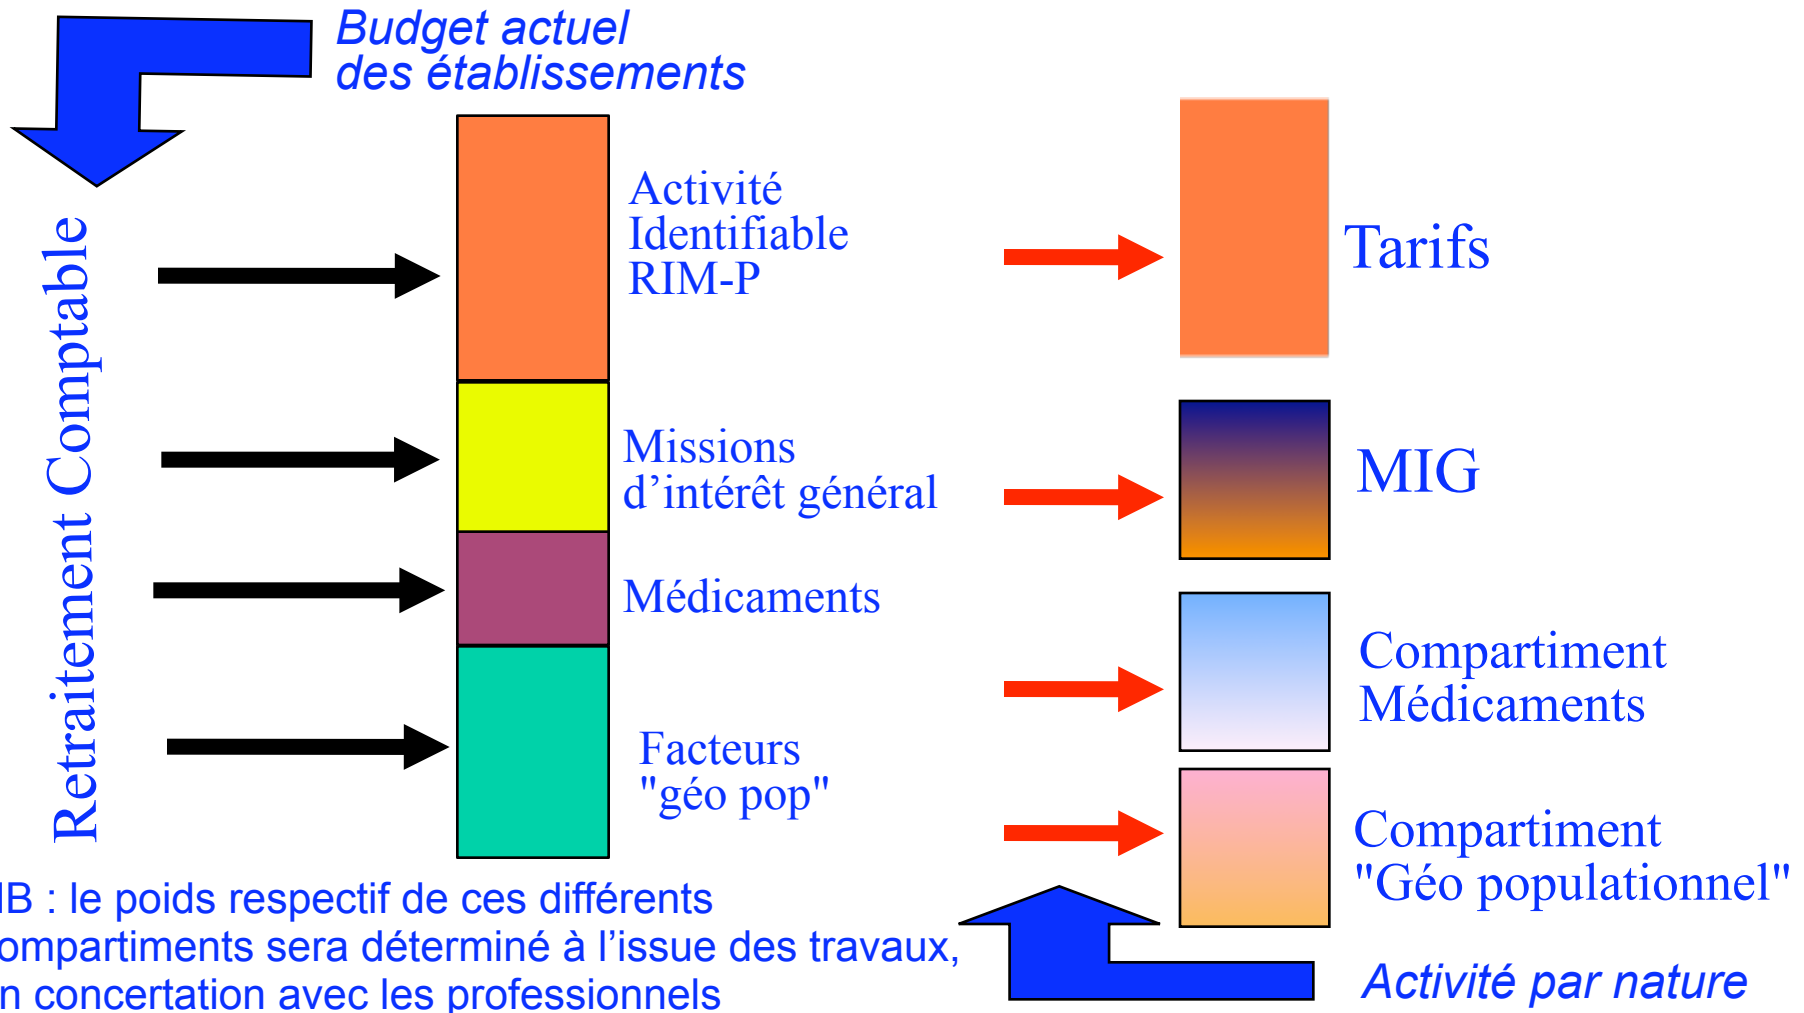 Budget actuel
des établissements
Retraitement Comptable
Activité
Identifiable
RIM-P
Missions
d’intérêt général
Médicaments
Facteurs
"géo pop"
Tarifs
MIG
Compartiment
Médicaments
Compartiment
"Géo populationnel"
NB : le poids respectif de ces différents
compartiments sera déterminé à l’issue des travaux,
en concertation avec les professionnels
Activité par nature